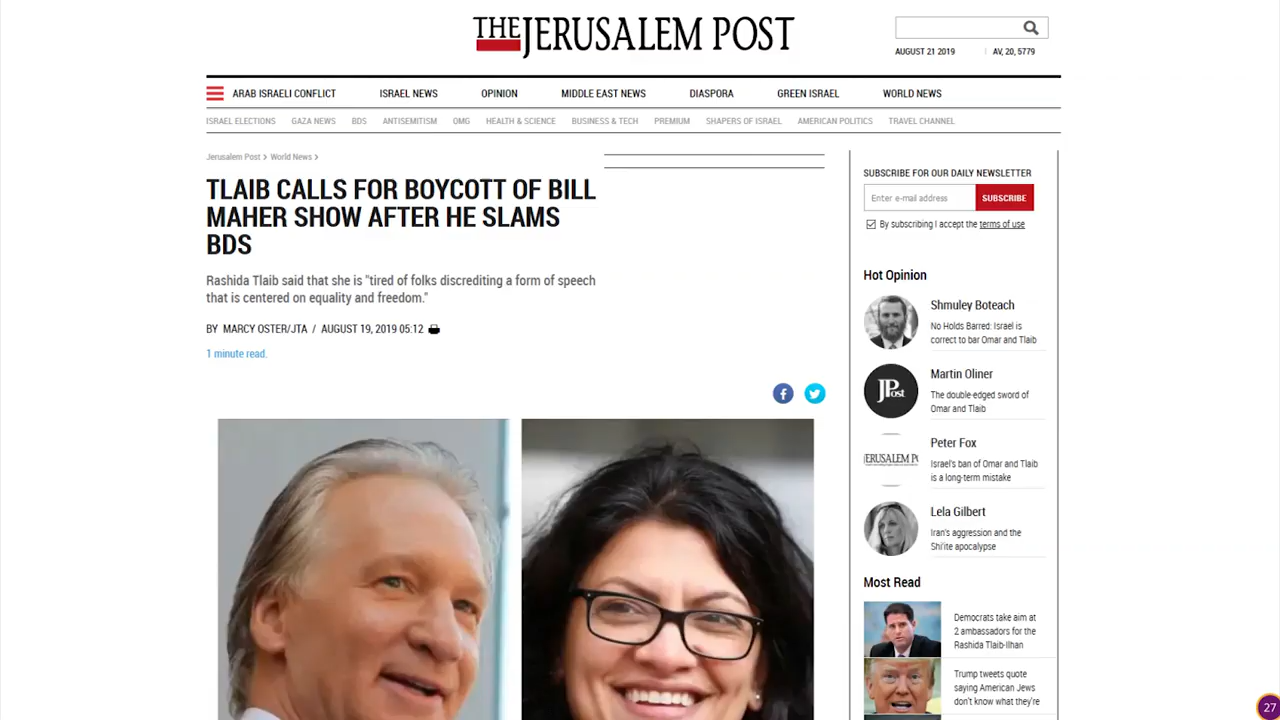 THE JERUSALEM POST
AUGUST 21 2019 | AV, 20, 5779
ARAB ISRAELI CONFLICT ISRAEL NEWS OPINION MIDDLE EAST NEWS DIASPORA GREEN ISRAEL WORLD NEWS
ISRAEL ELECTIONS GAZA NEWS BDS ANTISEMITISM OMG HEALTH & SCIENCE BUSINESS & TECH PREMIUM SHAPERS OF ISRAEL AMERICAN POLITICS TRAVEL CHANNEL
Jerusalem Post > World News >
TLAIB CALLS FOR BOYCOTT OF BILL
MAHER SHOW AFTER HE SLAMS
BDS
Rashida Tlaib said that she is "tired of folks discrediting a form of speech
that is centered on equality and freedom."
BY MARCY OSTER/JTA / AUGUST 19, 2019 05:12
1 minute read.
SUBSCRIBE FOR OUR DAILY NEWSLETTER
Enter e-mail address SUBSCRIBE
By subscribing I accept the terms of use
Hot Opinion
Shmuley Boteach
No Holds Barred: Israel is
correct to bar Omar and Tlaib
JPost
Martin Oliner
The double-edged sword of
Omar and Tlaib
Peter Fox
Israel's ban of Omar and Tlaib
is a long-term mistake
Lela Gilbert
Iran's aggression and the
Shi'ite apocalypse
Most Read
Democrats take aim at
2 ambassadors for the
Rashida Tlaib-Ilhan
Trump tweets quote
saying American Jews
don't know what they're
27